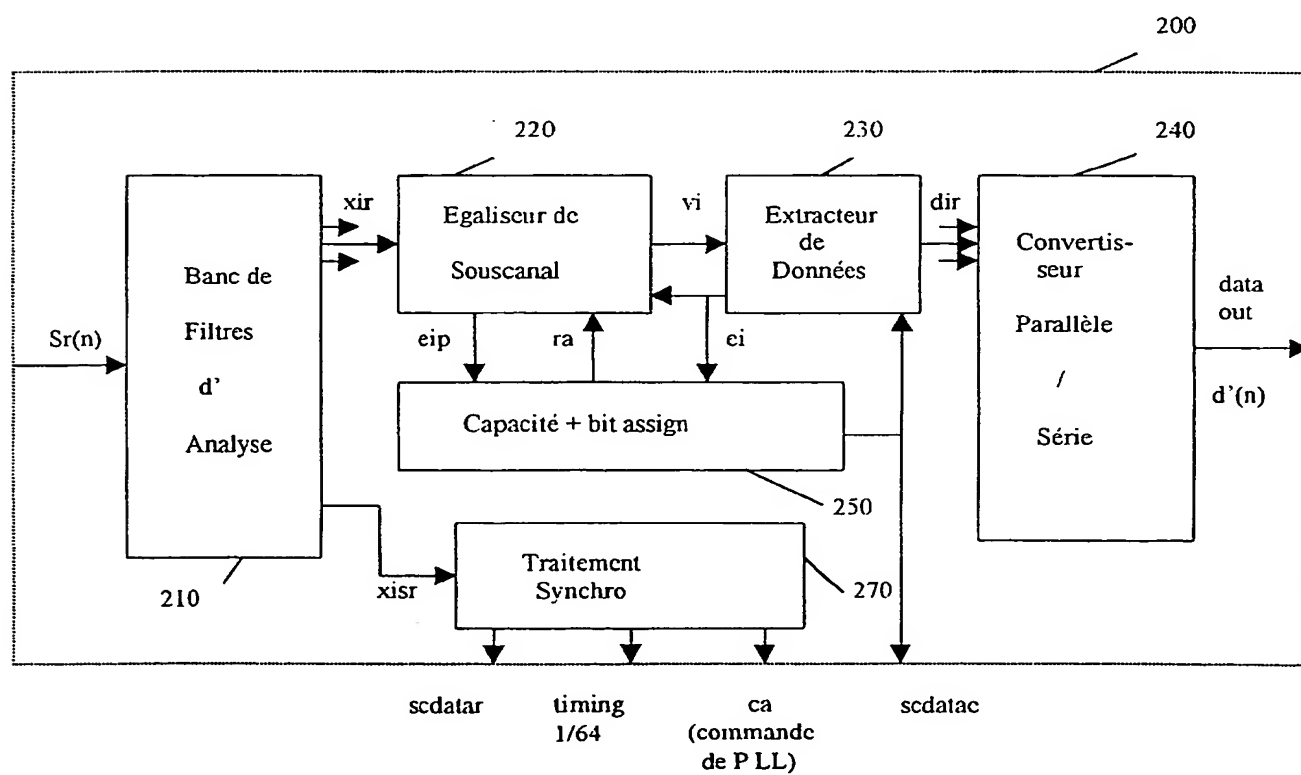 200
220
230
240
xir
Egaliseur de
Souscanal
vi
Extracteur
de
Données
dir
Convertis-
seur
Parallèle
/
Série
data
out
d'(n)
Banc de
Filtres
d'
Analyse
Sr(n)
eip
ra
ei
Capacité + bit assign
250
Traitement
Synchro
210
xisr
270
scdatar
timing
1/64
ca
(commande
de PLL)
scdatac